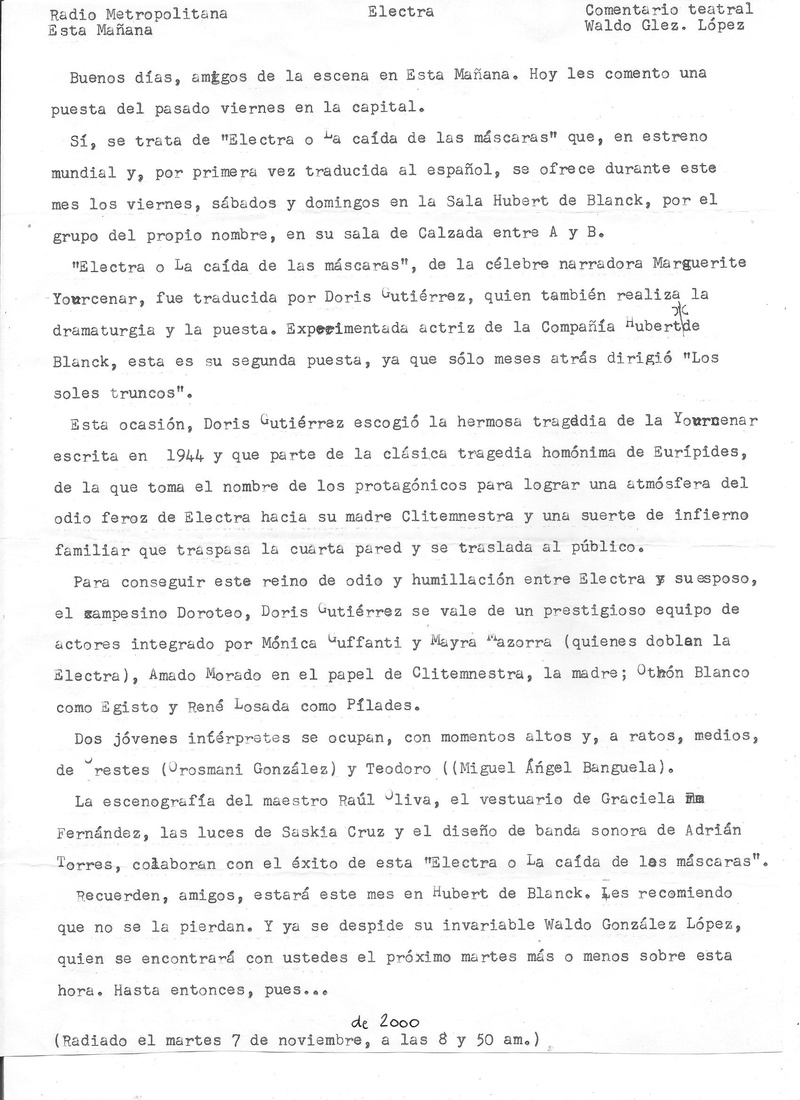 Radio Metropolitana Electra Comentario teatral
Esta Mañana Waldo Glez. López
Buenos días, amigos de la escena en Esta Mañana. Hoy les comento una
puesta del pasado viernes en la capital.
Sí, se trata de "Electra o La caída de las máscaras" que, en estreno
mundial y, por primera vez traducida al español, se ofrece durante este
mes los viernes, sábados y domingos en la Sala Hubert de Blanck, por el
grupo del propio nombre, en su sala de Calzada entre A y B.
"Electra o La caída de las máscaras", de la célebre narradora Marguerite
Yourcenar, fue traducida por Doris Gutiérrez, quien también realiza la
dramaturgia y la puesta. Experimentada actriz de la Compañía Hubert de
Blanck, esta es su segunda puesta, ya que sólo meses atrás dirigió "Los
soles truncos".
Esta ocasión, Doris Gutiérrez escogió la hermosa tragedia de la Yournenar
escrita en 1944 y que parte de la clásica tragedia homónima de Eurípides,
de la que toma el nombre de los protagónicos para lograr una atmósfera del
odio feroz de Electra hacia su madre Clitemnestra y una suerte de infierno
familiar que traspasa la cuarta pared y se traslada al público.
Para conseguir este reino de odio y humillación entre Electra y su esposo,
el campesino Doroteo, Doris Gutiérrez se vale de un prestigioso equipo de
actores integrado por Mónica Guffanti y Mayra Mazorra (quienes doblan la
Electra), Amado Morado en el papel de Clitemnestra, la madre; Othón Blanco
como Egisto y René Losada como Pílades.
Dos jóvenes intérpretes se ocupan, con momentos altos y, a ratos, medios,
de Orestes (Orosmani González) y Teodoro ((Miguel Ángel Banguela).
La escenografía del maestro Raúl Oliva, el vestuario de Graciela
Fernández, las luces de Saskia Cruz y el diseño de banda sonora de Adrián
Torres, colaboran con el éxito de esta "Electra o La caída de las máscaras".
Recuerden, amigos, estará este mes en Hubert de Blanck. Les recomiendo
que no se la pierdan. Y ya se despide su invariable Waldo González López,
quien se encontrará con ustedes el próximo martes más o menos sobre esta
hora. Hasta entonces, pues...
de 2000
(Radiado el martes 7 de noviembre, a las 8 y 50 am.)